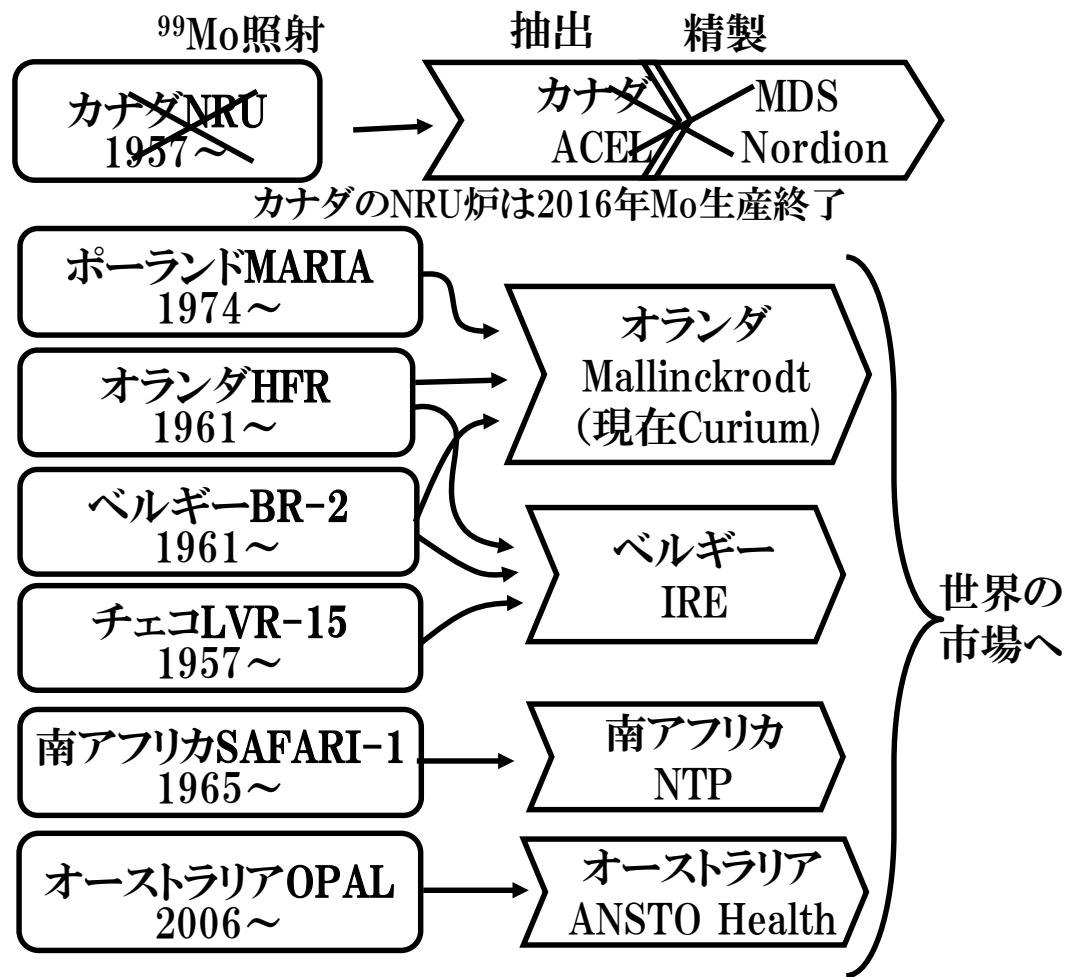 ⁹⁹Mo照射
抽出
精製
カナダNRU
1957～
カナダ
ACEL
MDS
Nordion
カナダのNRU炉は2016年Mo生産終了
ポーランドMARIA
1974～
オランダHFR
1961～
ベルギーBR-2
1961～
チェコLVR-15
1957～
南アフリカSAFARI-1
1965～
オーストラリアOPAL
2006～
オランダ
Mallinckrodt
(現在Curium)
ベルギー
IRE
南アフリカ
NTP
オーストラリア
ANSTO Health
世界の
市場へ